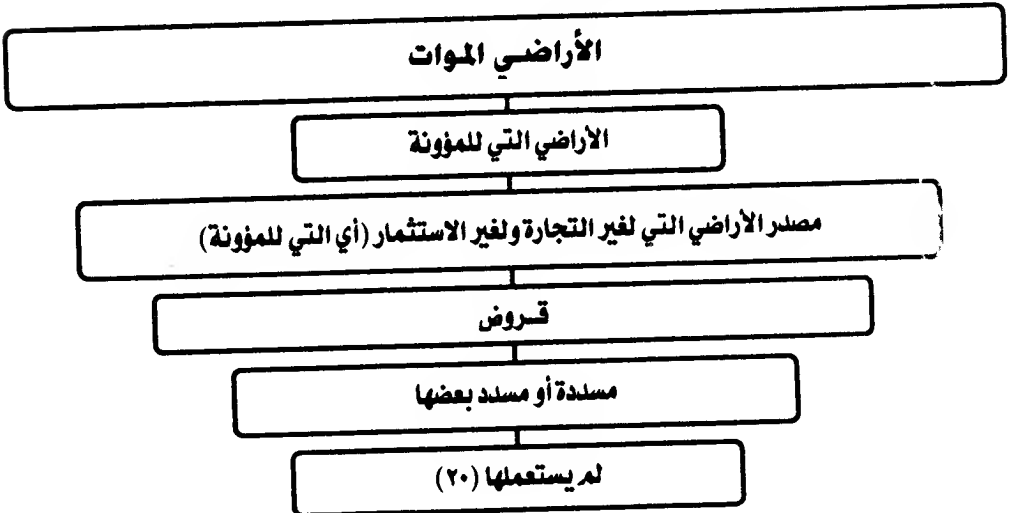 الأراضي الموات
الأراضي التي للمؤونة
مصدر الأراضي التي لغير التجارة ولغير الاستثمار (أي التي للمؤونة)
قروض
مسددة أو مسدد بعضها
لم يستعملها (٢٠)